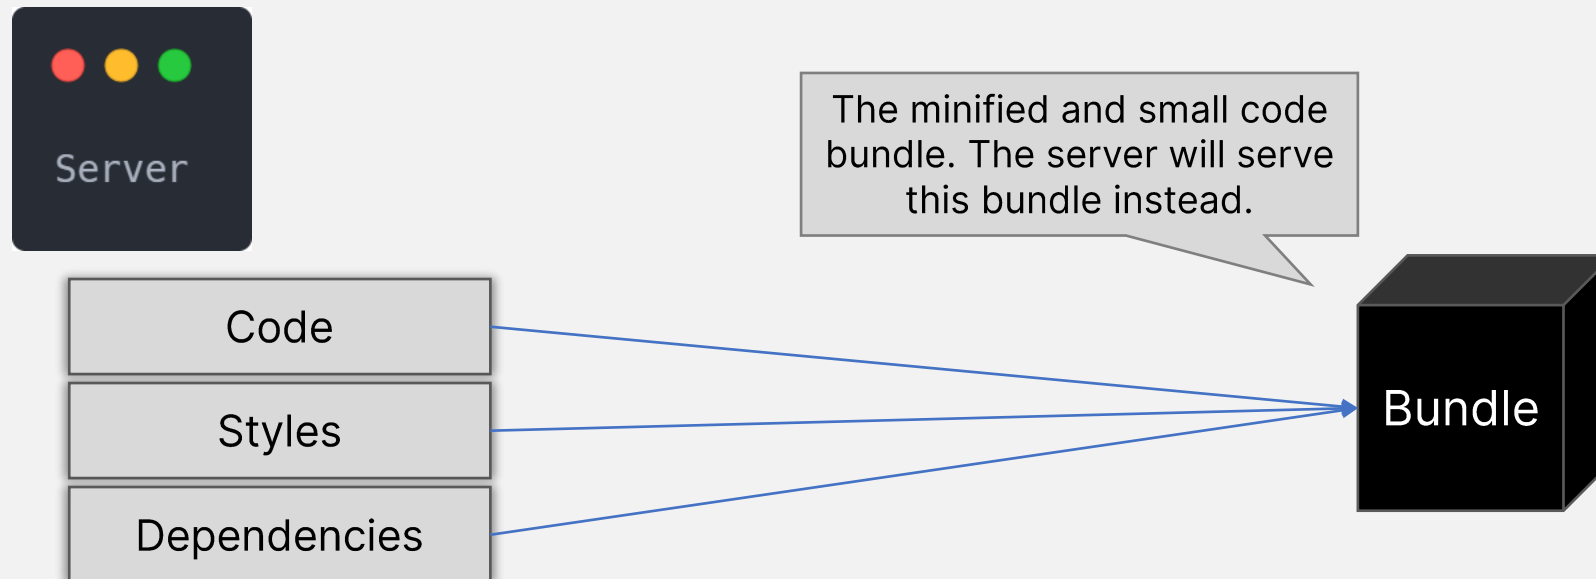 Server
The minified and small code
bundle. The server will serve
this bundle instead.
Code
Styles
Dependencies
Bundle